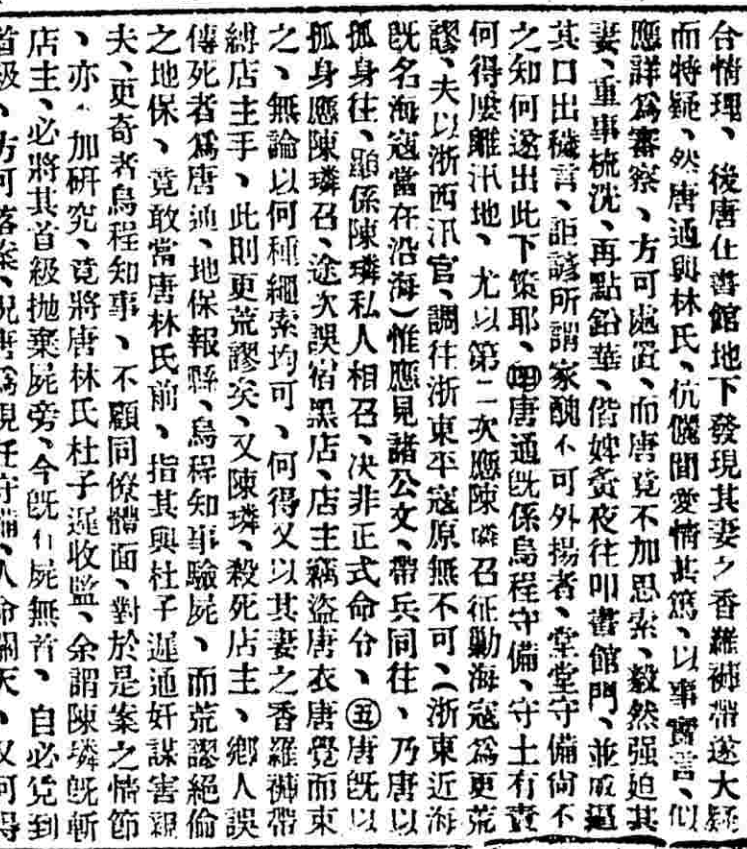 合情理、後唐在書館地下發現其妻之香羅褲帶遂大疑
而特疑、然唐通與林氏、伉儷間愛情甚篤、以事實言、似
應詳爲審察、方可處置、而唐竟不加思索、毅然强迫其
妻、重事梳洗、再點鉛華、偕婢夤夜往叩書館門、並威逼
其口出穢言、詎諺所謂家醜不可外揚者、堂堂守備尙不
之知何遂出此下策耶、㊃唐通旣係烏程守備、守土有責
何得屢離汛地、尤以第二次應陳璘召征勦海寇爲更荒
謬、夫以浙西汛官、調往浙東平寇原無不可、（浙東近海
旣名海寇當在沿海）惟應見諸公文、帶兵同往、乃唐以
孤身往、顯係陳璘私人相召、决非正式命令、㊄唐旣以
孤身應陳璘召、途次誤宿黑店、店主竊盜唐衣唐覺而束
之、無論以何種繩索均可、何得又以其妻之香羅褲帶
縛店主手、此則更荒謬矣、又陳璘、殺死店主、鄉人誤
傳死者爲唐通、地保報縣、烏程知事驗屍、而荒謬絕倫
之地保、竟敢當唐林氏前、指其與杜子遲通奸謀害親
夫、更奇者烏程知事、不顧同僚體面、對於是案之情節
、亦 加研究、竟將唐林氏杜子遲收監、余謂陳璘旣斬
店主、必將其首級拋棄屍旁、今旣有屍無首、自必覓到
首級、方可落案、況唐爲現任守備、人命關天、又何得